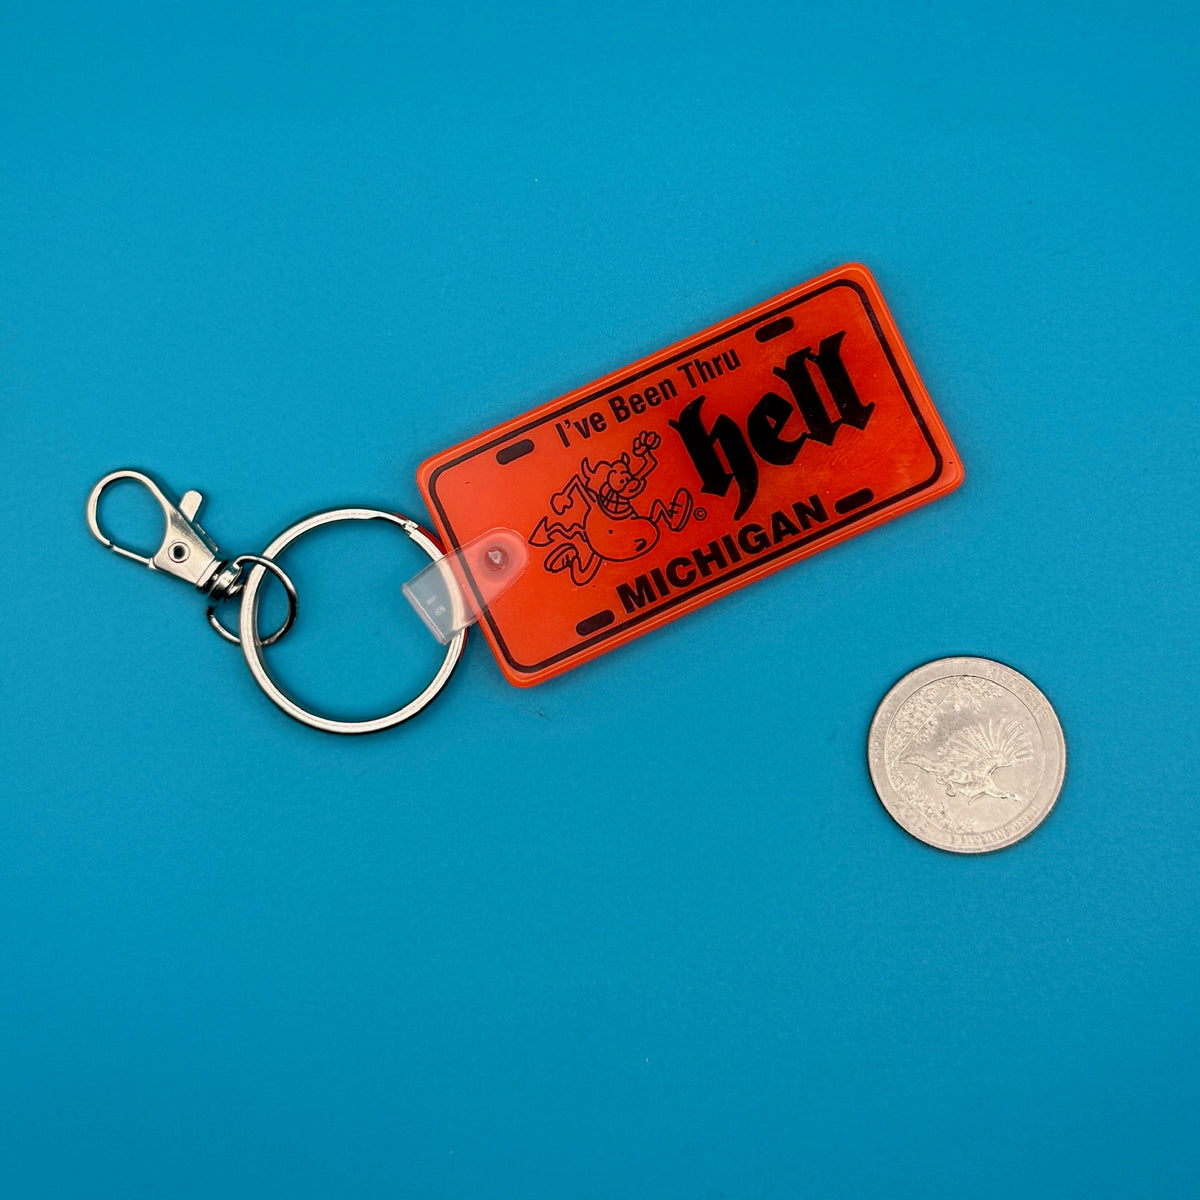 I've Been Thru
hell
©
MICHIGAN